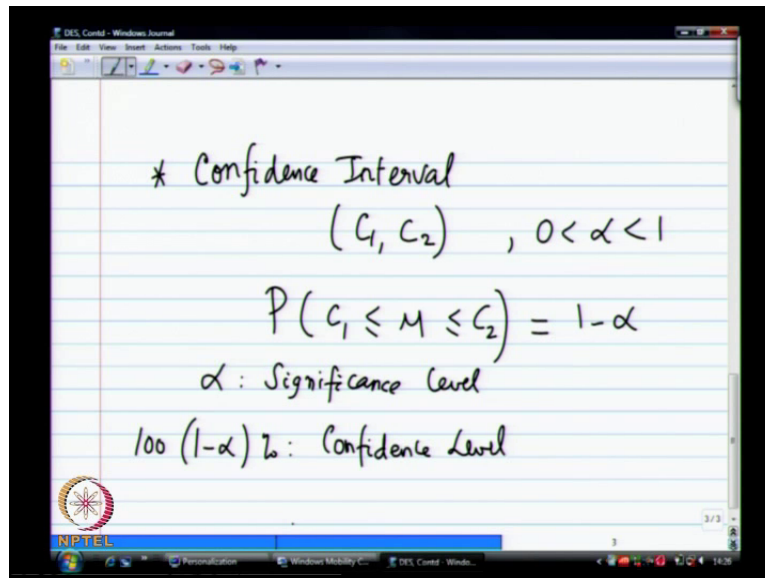 DES, Contd - Windows Journal
File Edit View Insert Actions Tools Help
* Confidence Interval
(C₁, C₂) , 0 < α < 1
P( C₁ ≤ M ≤ C₂) = 1-α
α : Significance Level
100 (1-α) % : Confidence Level
3/3
NPTEL
3
Personalization Windows Mobility C... DES, Contd - Windo... 14:26